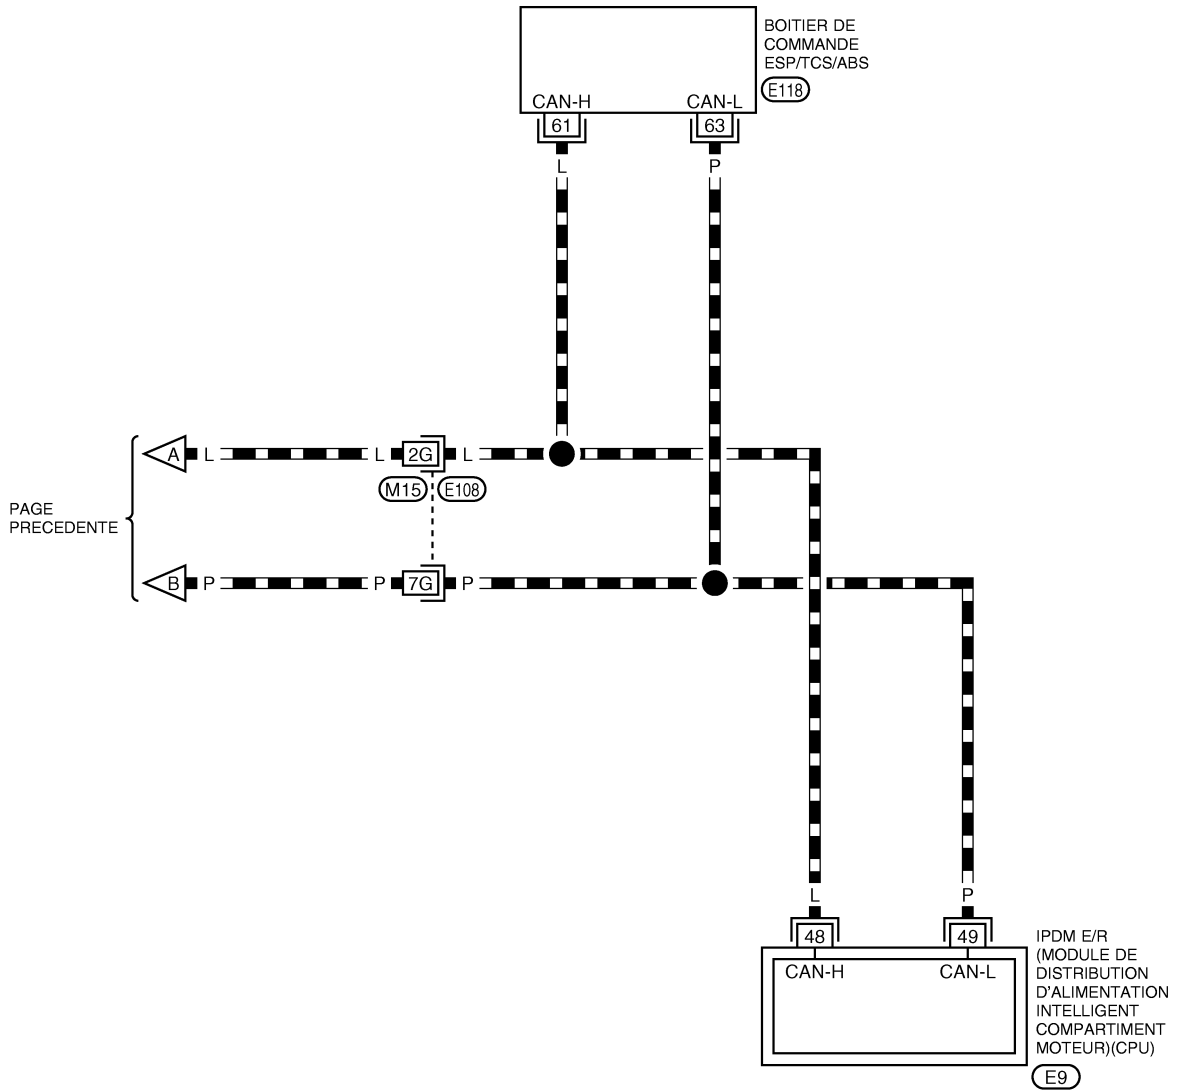 BOITIER DE
COMMANDE
ESP/TCS/ABS
E118
CAN-H CAN-L
61 63
L P
A L L 2G L
M15 E108
PAGE
PRECEDENTE
B P P 7G P
L P
48 49
CAN-H CAN-L
IPDM E/R
(MODULE DE
DISTRIBUTION
D'ALIMENTATION
INTELLIGENT
COMPARTIMENT
MOTEUR)(CPU)
E9